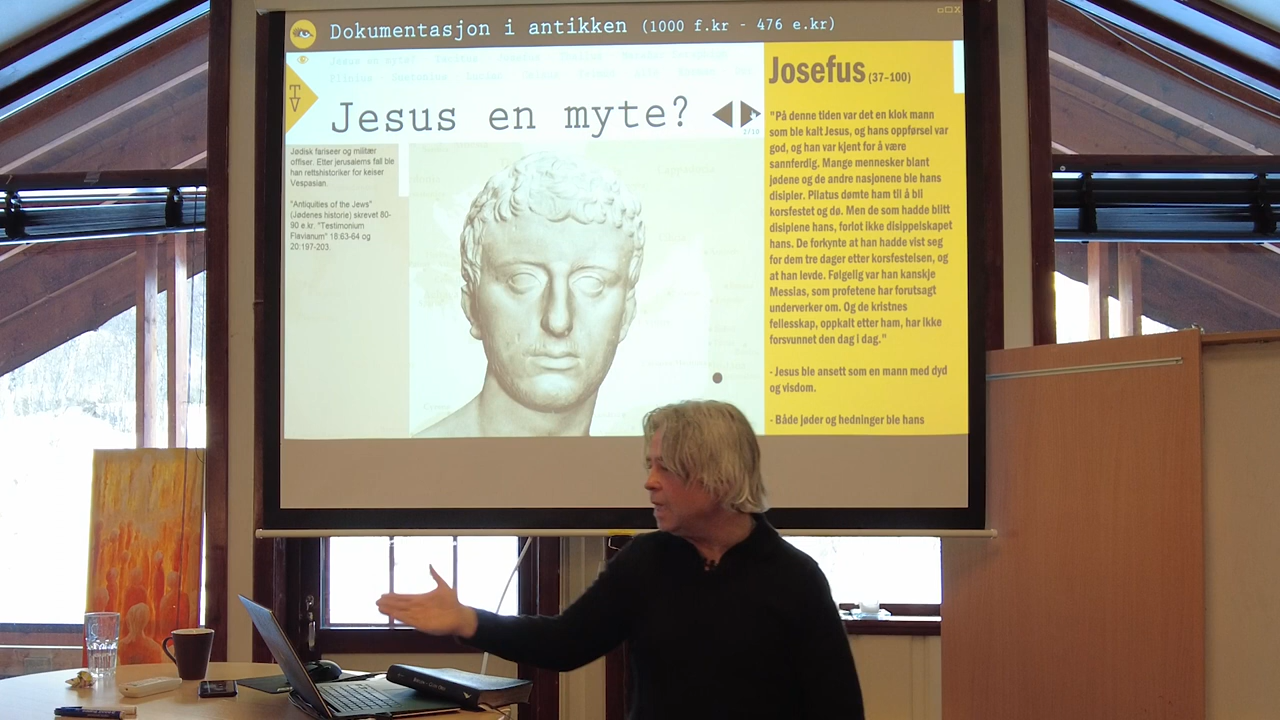 Dokumentasjon i antikken (1000 f.kr - 476 e.kr)
TV
Jesus en myte?
2/10
Jødisk fariseer og militær
offiser. Etter jerusalems fall ble
han rettshistoriker for keiser
Vespasian.
"Antiquities of the Jews"
(Jødenes historie) skrevet 80-
90 e.kr. "Testimonium
Flavianum" 18:63-64 og
20:197-203.
Josefus (37-100)
"På denne tiden var det en klok mann
som ble kalt Jesus, og hans oppførsel var
god, og han var kjent for å være
sannferdig. Mange mennesker blant
jødene og de andre nasjonene ble hans
disipler. Pilatus dømte ham til å bli
korsfestet og dø. Men de som hadde blitt
disiplene hans, forlot ikke disippelskapet
hans. De forkynte at han hadde vist seg
for dem tre dager etter korsfestelsen, og
at han levde. Følgelig var han kanskje
Messias, som profetene har forutsagt
underverker om. Og de kristnes
fellesskap, oppkalt etter ham, har ikke
forsvunnet den dag i dag."
- Jesus ble ansett som en mann med dyd
og visdom.
- Både jøder og hedninger ble hans